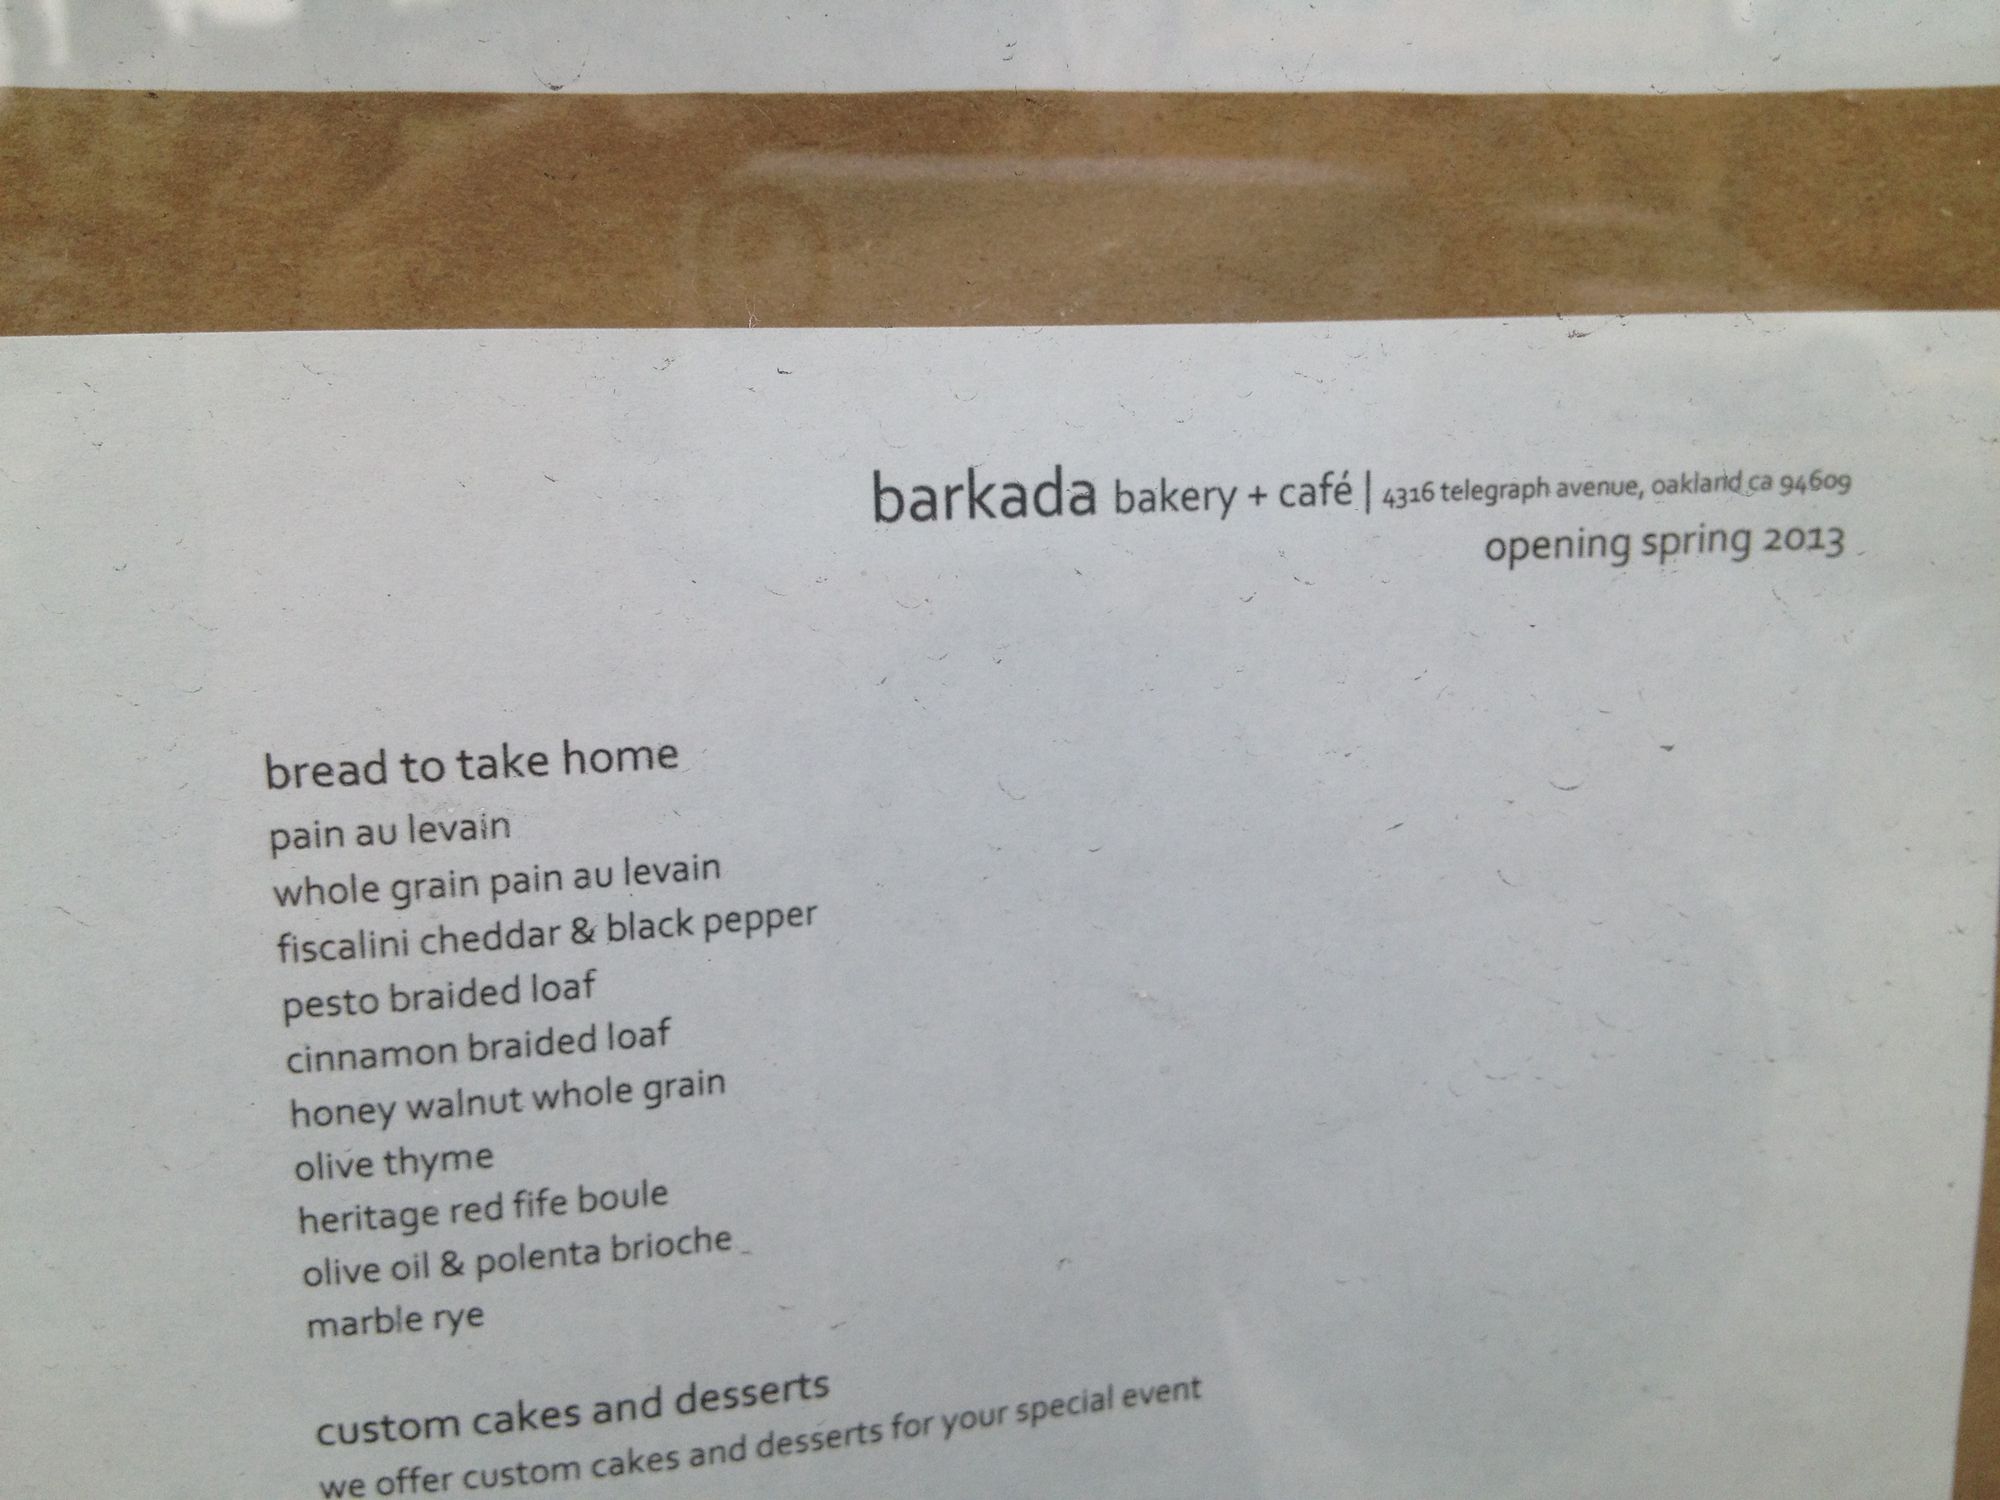 barkada bakery + café | 4316 telegraph avenue, oakland ca 94609
opening spring 2013
bread to take home
pain au levain
whole grain pain au levain
fiscalini cheddar & black pepper
pesto braided loaf
cinnamon braided loaf
honey walnut whole grain
olive thyme
heritage red fife boule
olive oil & polenta brioche
marble rye
custom cakes and desserts
we offer custom cakes and desserts for your special event